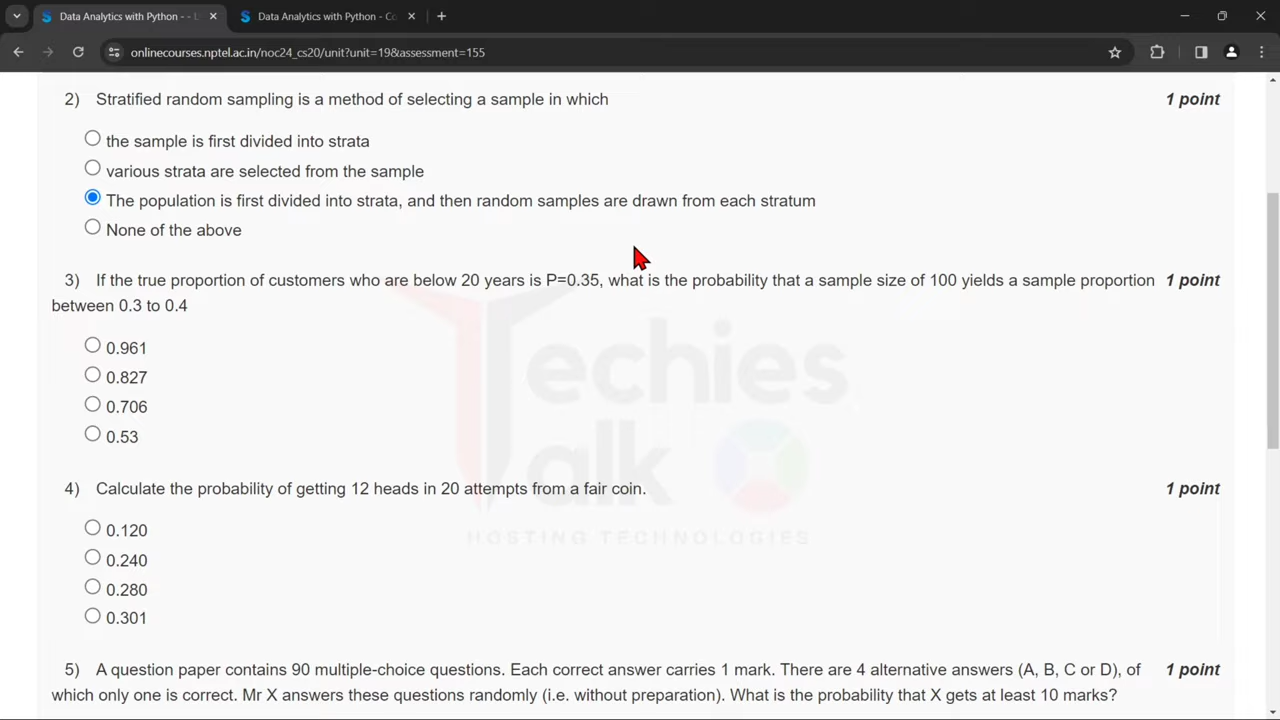 Data Analytics with Python - - U
Data Analytics with Python - Co
onlinecourses.nptel.ac.in/noc24_cs20/unit?unit=19&assessment=155
2) Stratified random sampling is a method of selecting a sample in which 1 point
the sample is first divided into strata
various strata are selected from the sample
The population is first divided into strata, and then random samples are drawn from each stratum
None of the above
3) If the true proportion of customers who are below 20 years is P=0.35, what is the probability that a sample size of 100 yields a sample proportion 1 point
between 0.3 to 0.4
0.961
0.827
0.706
0.53
4) Calculate the probability of getting 12 heads in 20 attempts from a fair coin. 1 point
0.120
0.240
0.280
0.301
5) A question paper contains 90 multiple-choice questions. Each correct answer carries 1 mark. There are 4 alternative answers (A, B, C or D), of 1 point
which only one is correct. Mr X answers these questions randomly (i.e. without preparation). What is the probability that X gets at least 10 marks?
Techies
Talk
HOSTING TECHNOLOGIES